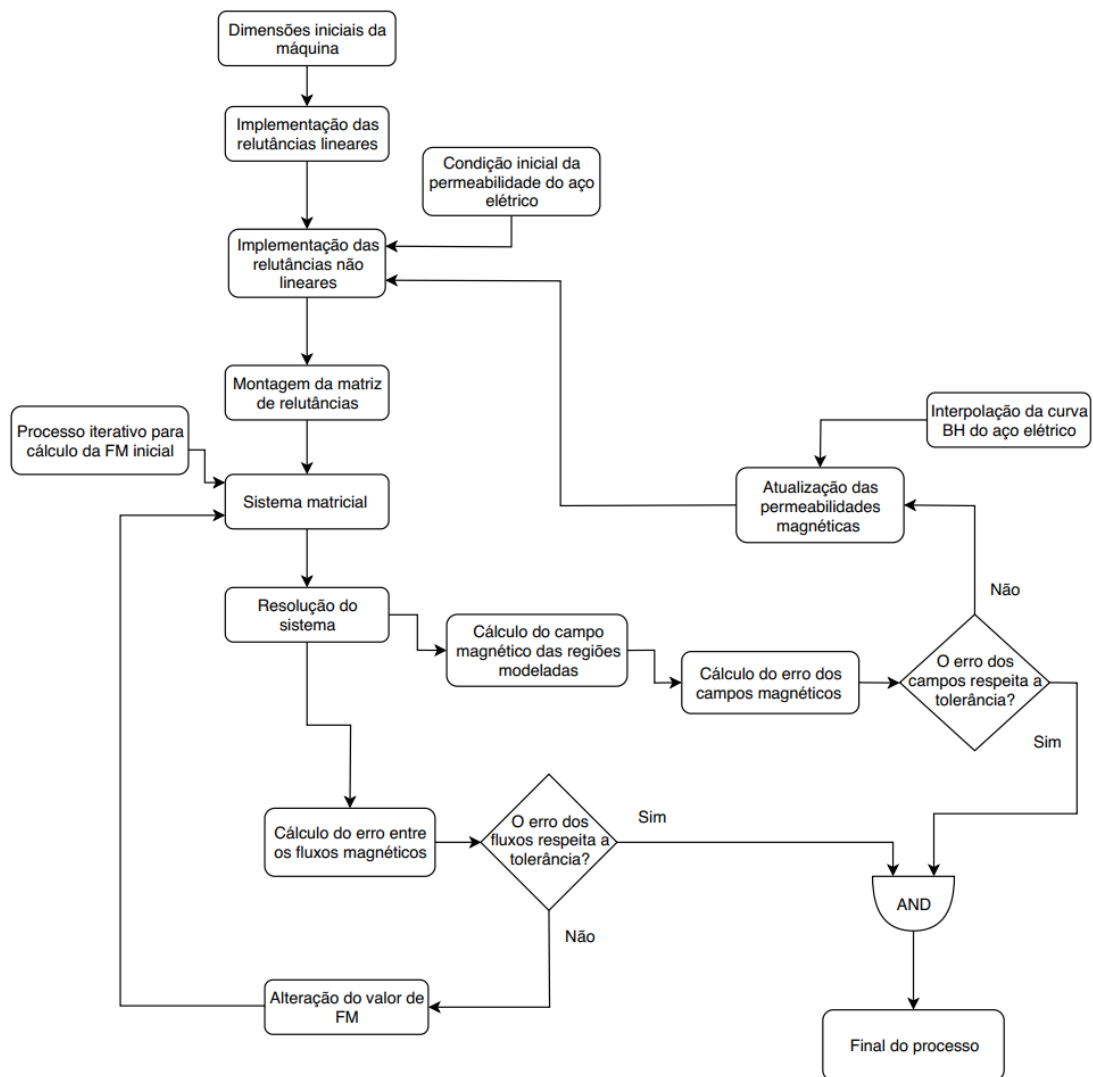 Dimensões iniciais da
máquina
Implementação das
relutâncias lineares
Condição inicial da
permeabilidade do aço
elétrico
Implementação das
relutâncias não
lineares
Montagem da matriz
de relutâncias
Processo iterativo para
cálculo da FM inicial
Interpolação da curva
BH do aço elétrico
Sistema matricial
Atualização das
permeabilidades
magnéticas
Não
Resolução do
sistema
Cálculo do campo
magnético das regiões
modeladas
Cálculo do erro dos
campos magnéticos
O erro dos
campos respeita a
tolerância?
Sim
Cálculo do erro entre
os fluxos magnéticos
O erro dos
fluxos respeita a
tolerância?
Sim
AND
Não
Alteração do valor de
FM
Final do processo